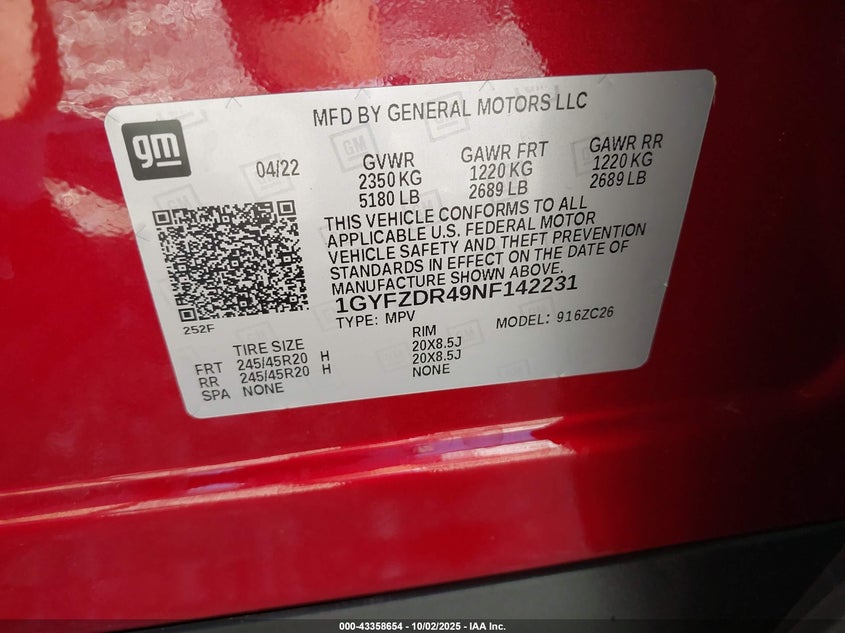 MFD BY GENERAL MOTORS LLC
gm
04/22
GVWR
2350 KG
5180 LB
GAWR FRT
1220 KG
2689 LB
GAWR RR
1220 KG
2689 LB
THIS VEHICLE CONFORMS TO ALL
APPLICABLE U.S. FEDERAL MOTOR
VEHICLE SAFETY AND THEFT PREVENTION
STANDARDS IN EFFECT ON THE DATE OF
MANUFACTURE SHOWN ABOVE.
1GYFZDR49NF142231
TYPE: MPV
MODEL: 916ZC26
252F
TIRE SIZE
RIM
FRT 245/45R20 H 20X8.5J
RR 245/45R20 H 20X8.5J
SPA NONE NONE
000-43358654 - 10/02/2025 - IAA Inc.